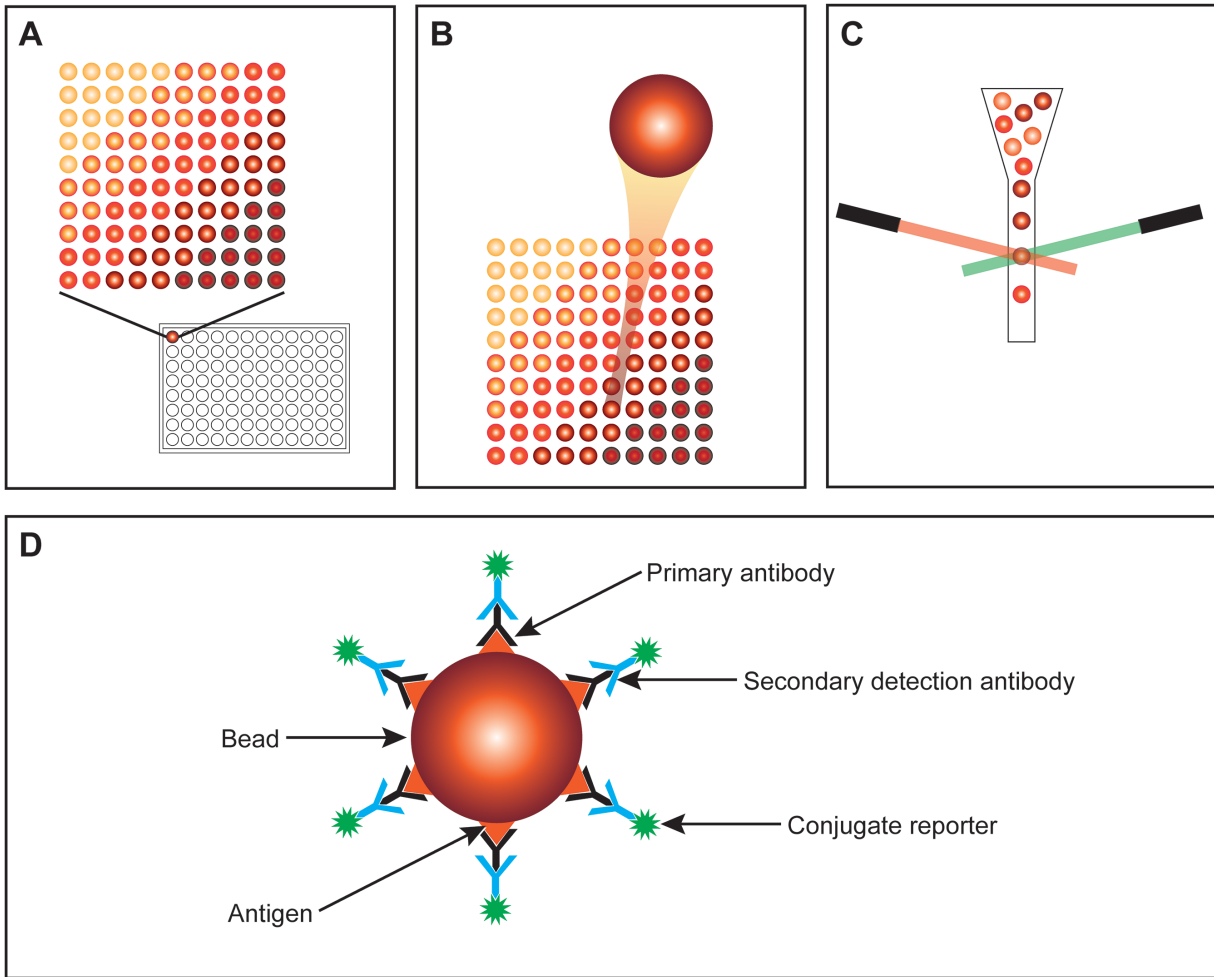 A
B
C
D
Primary antibody
Secondary detection antibody
Bead
Conjugate reporter
Antigen